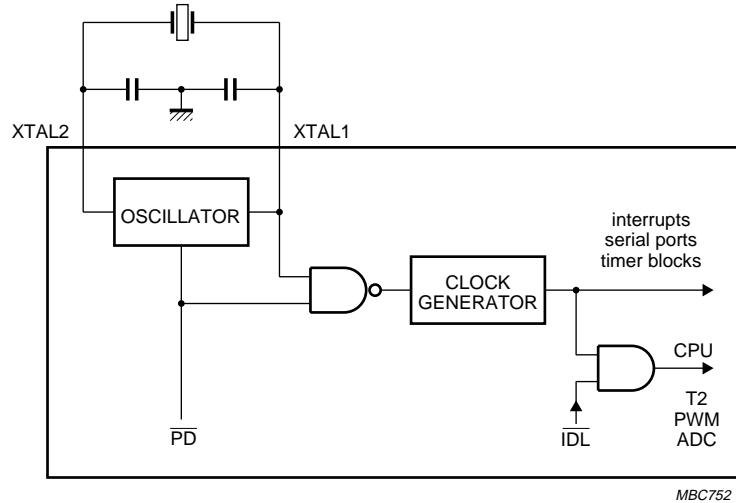 XTAL2
XTAL1
OSCILLATOR
interrupts
serial ports
timer blocks
CLOCK
GENERATOR
CPU
T2
PWM
ADC
PD
IDL
MBC752